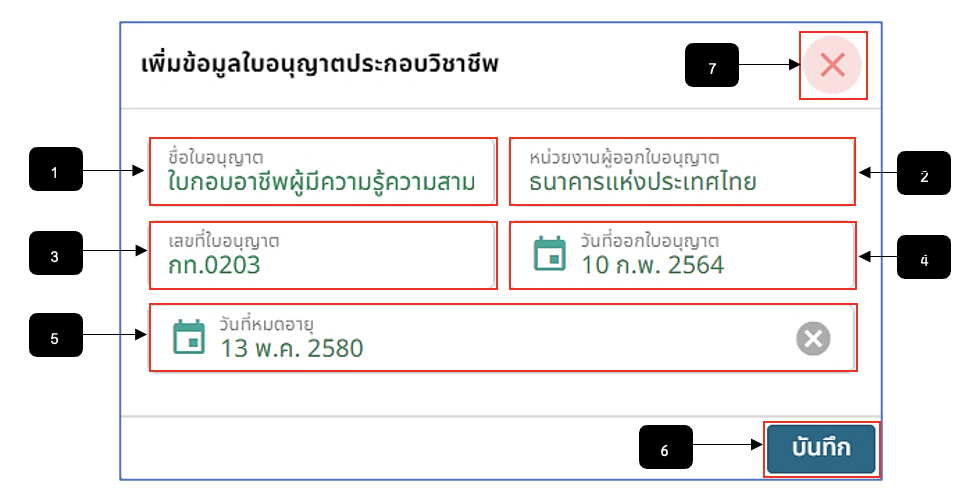 เพิ่มข้อมูลใบอนุญาตประกอบวิชาชีพ
7
1
ชื่อใบอนุญาต
ใบกอบอาชีพผู้มีความรู้ความสาม
หน่วยงานผู้ออกใบอนุญาต
ธนาคารแห่งประเทศไทย
2
3
เลขที่ใบอนุญาต
กท.0203
วันที่ออกใบอนุญาต
10 ก.พ. 2564
4
5
วันที่หมดอายุ
13 พ.ค. 2580
6
บันทึก